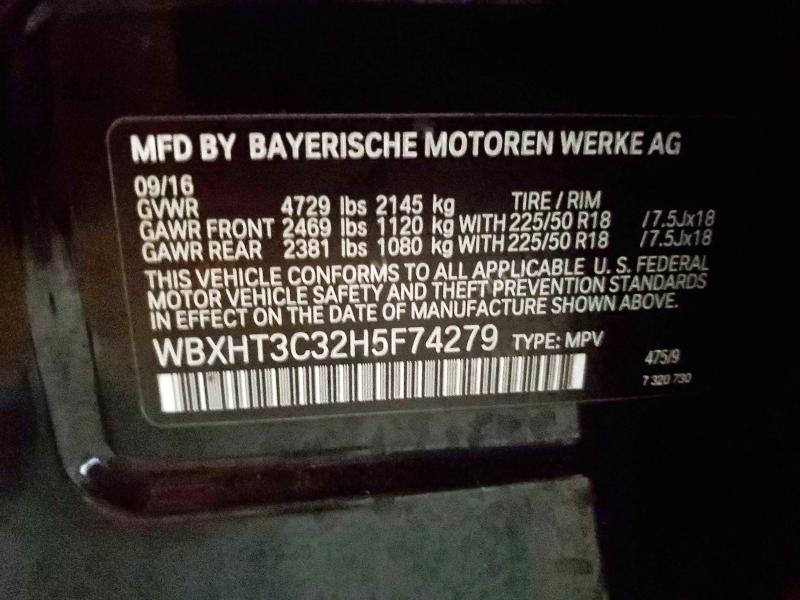 MFD BY BAYERISCHE MOTOREN WERKE AG
09/16
GVWR 4729 lbs 2145 kg TIRE / RIM
GAWR FRONT 2469 lbs 1120 kg WITH 225/50 R18 /7.5Jx18
GAWR REAR 2381 lbs 1080 kg WITH 225/50 R18 /7.5Jx18
THIS VEHICLE CONFORMS TO ALL APPLICABLE U.S. FEDERAL
MOTOR VEHICLE SAFETY AND THEFT PREVENTION STANDARDS
IN EFFECT ON THE DATE OF MANUFACTURE SHOWN ABOVE.
WBXHT3C32H5F74279 TYPE: MPV
475/9
7 320 730